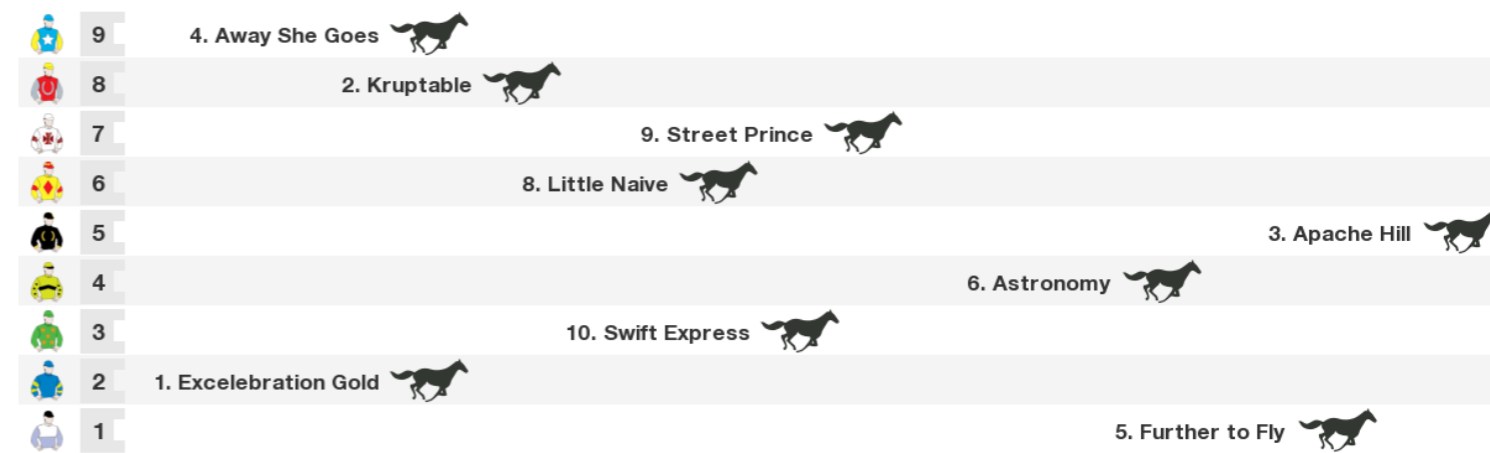 9 4. Away She Goes
8 2. Kruptable
7 9. Street Prince
6 8. Little Naive
5 3. Apache Hill
4 6. Astronomy
3 10. Swift Express
2 1. Excelebration Gold
1 5. Further to Fly